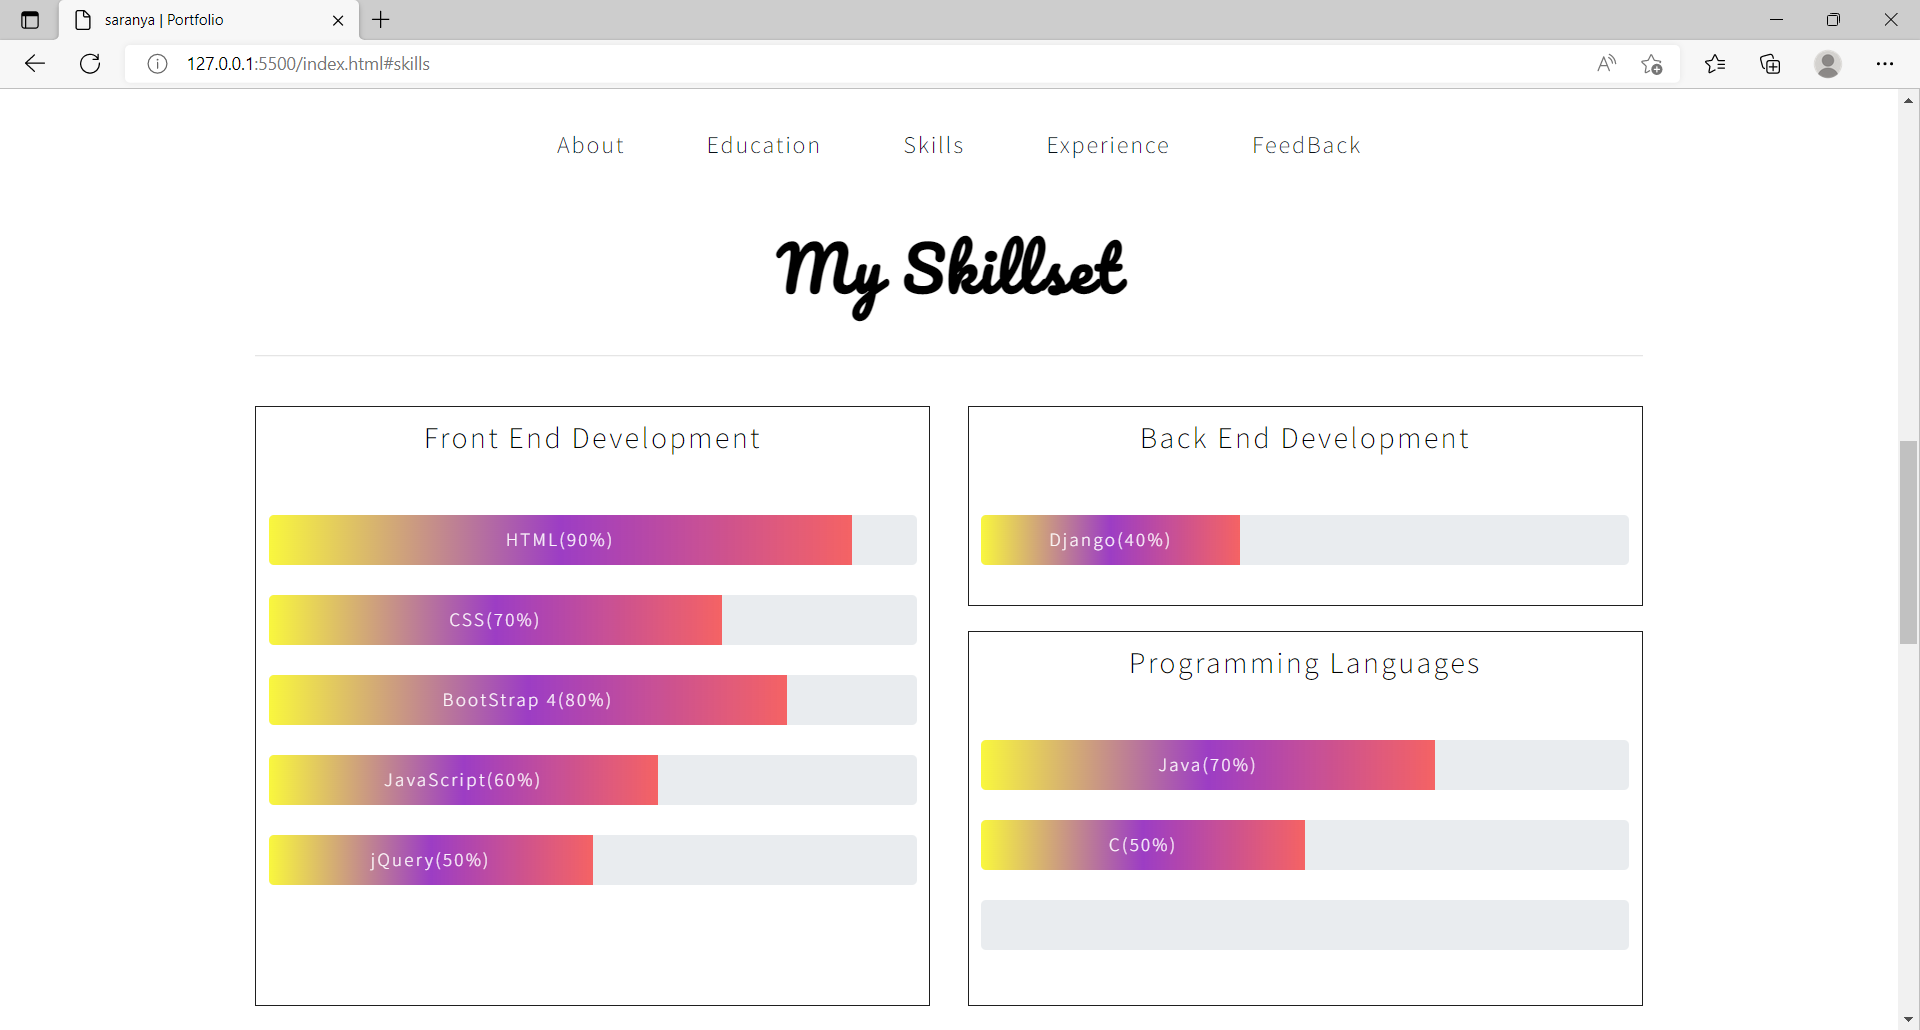 saranya | Portfolio
127.0.0.1:5500/index.html#skills
About Education Skills Experience FeedBack
My Skillset
Front End Development
HTML(90%)
CSS(70%)
BootStrap 4(80%)
JavaScript(60%)
jQuery(50%)
Back End Development
Django(40%)
Programming Languages
Java(70%)
C(50%)